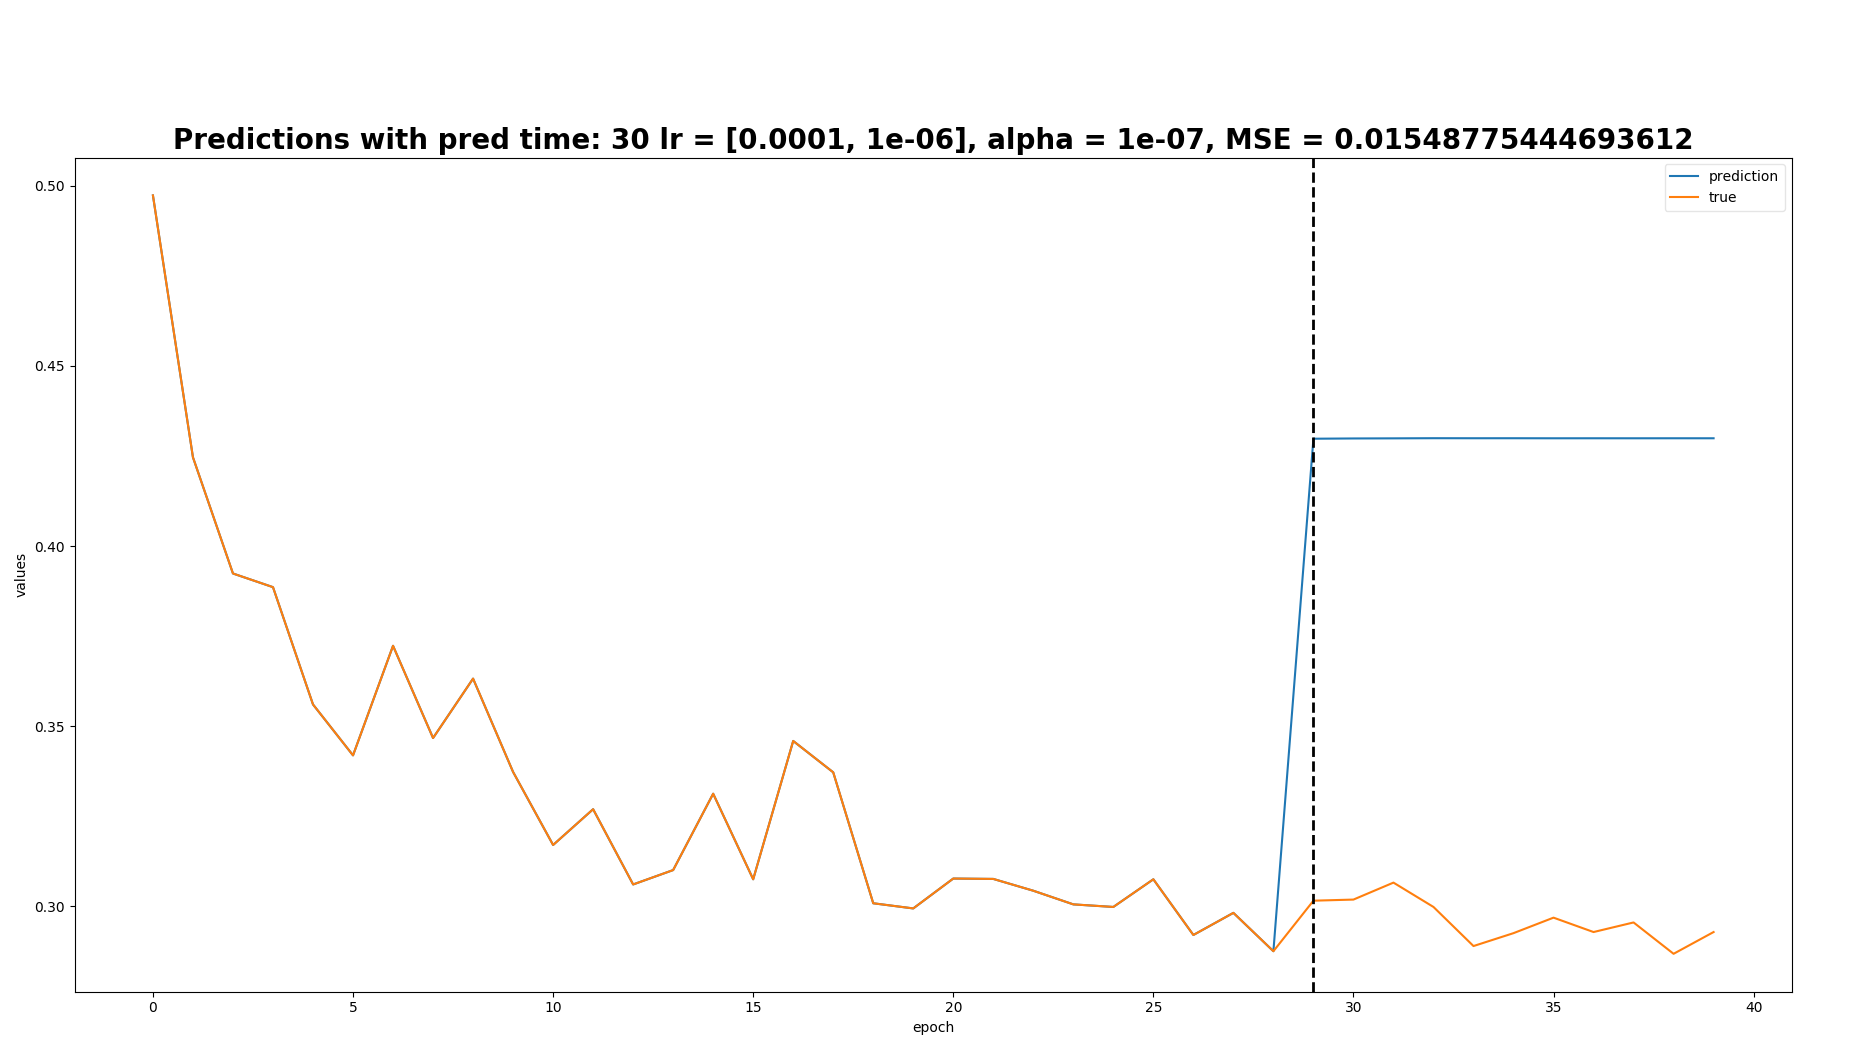 Predictions with pred time: 30 lr = [0.0001, 1e-06], alpha = 1e-07, MSE = 0.01548775444693612
prediction
true
0.50
0.45
0.40
0.35
0.30
values
0 5 10 15 20 25 30 35 40
epoch